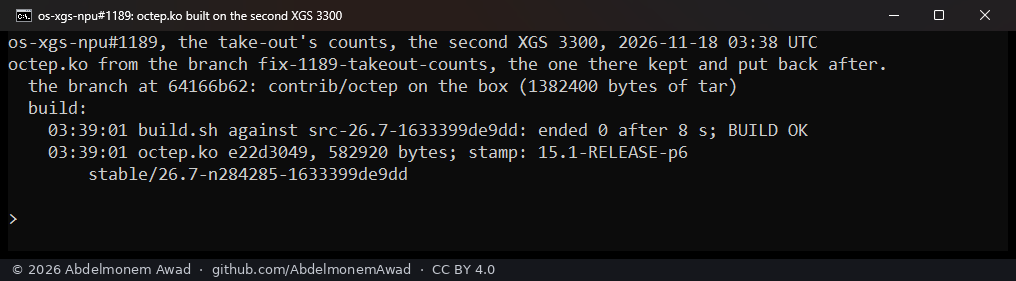 os-xgs-npu#1189: octep.ko built on the second XGS 3300
os-xgs-npu#1189, the take-out's counts, the second XGS 3300, 2026-11-18 03:38 UTC
octep.ko from the branch fix-1189-takeout-counts, the one there kept and put back after.
the branch at 64166b62: contrib/octep on the box (1382400 bytes of tar)
build:
03:39:01 build.sh against src-26.7-1633399de9dd: ended 0 after 8 s; BUILD OK
03:39:01 octep.ko e22d3049, 582920 bytes; stamp: 15.1-RELEASE-p6
stable/26.7-n284285-1633399de9dd
>
© 2026 Abdelmonem Awad · github.com/AbdelmonemAwad · CC BY 4.0